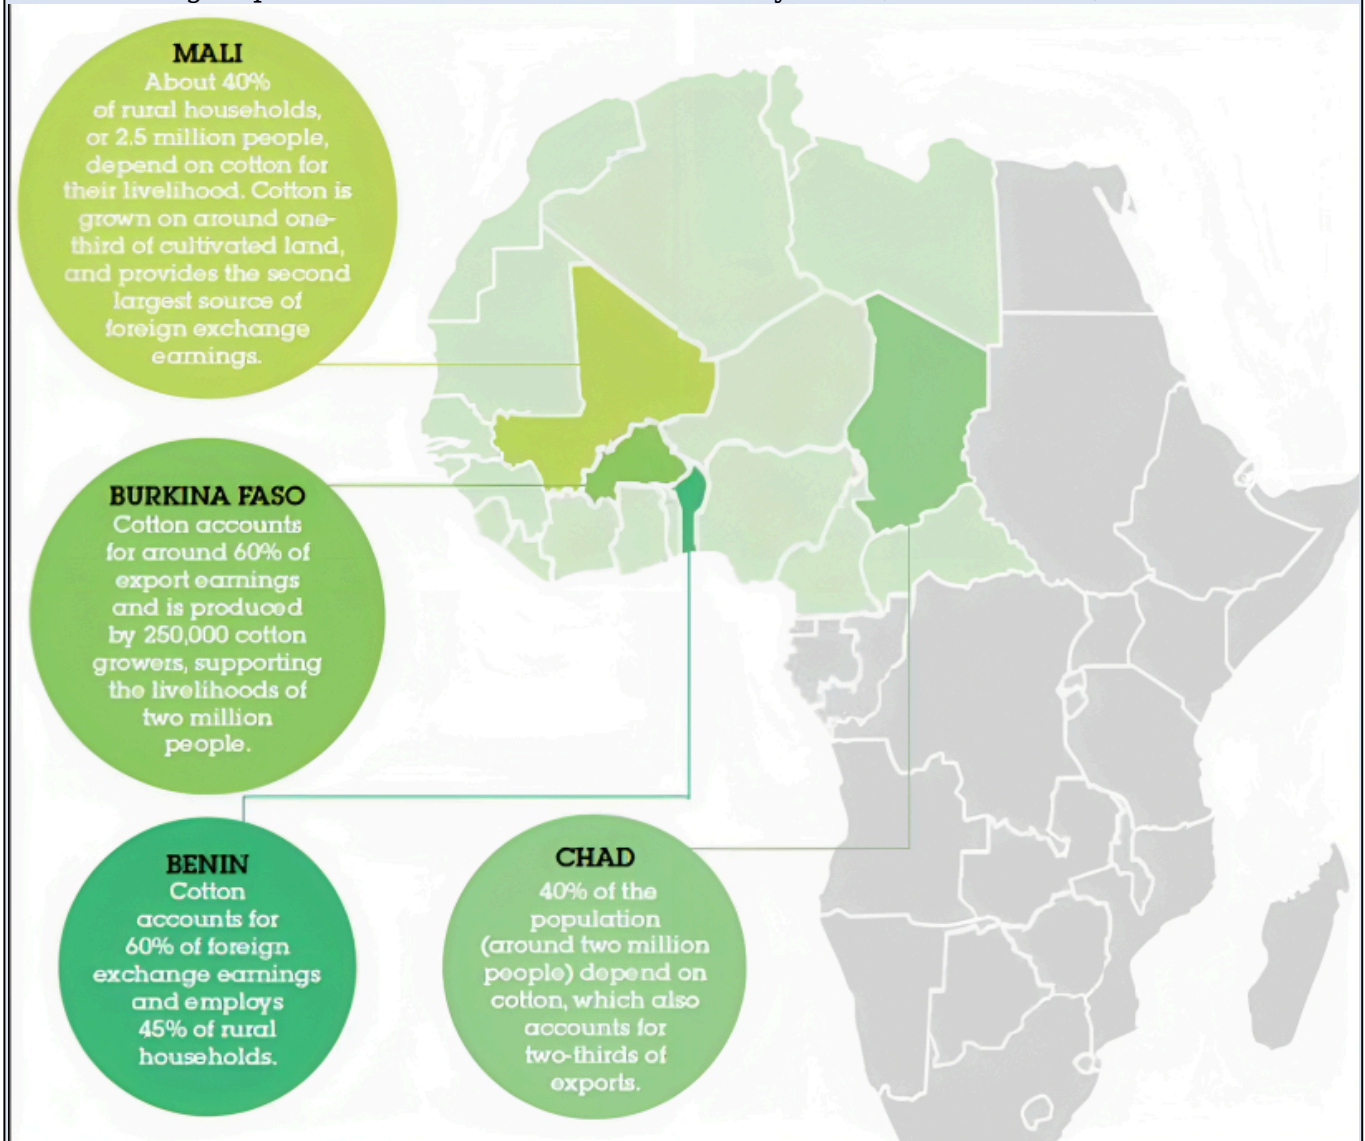 MALI
About 40%
of rural households,
or 2.5 million people,
depend on cotton for
their livelihood. Cotton is
grown on around one-
third of cultivated land,
and provides the second
largest source of
foreign exchange
earnings.
BURKINA FASO
Cotton accounts
for around 60% of
export earnings
and is produced
by 250,000 cotton
growers, supporting
the livelihoods of
two million
people.
BENIN
Cotton
accounts for
60% of foreign
exchange earnings
and employs
45% of rural
households.
CHAD
40% of the
population
(around two million
people) depend on
cotton, which also
accounts for
two-thirds of
exports.